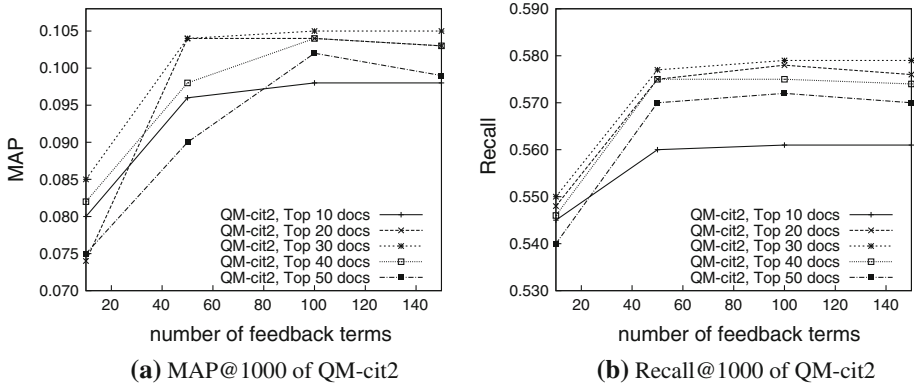 0.105
0.100
0.095
0.090
0.085
0.080
0.075
0.070
MAP
QM-cit2, Top 10 docs
QM-cit2, Top 20 docs
QM-cit2, Top 30 docs
QM-cit2, Top 40 docs
QM-cit2, Top 50 docs
20 40 60 80 100 120 140
number of feedback terms
(a) MAP@1000 of QM-cit2
0.590
0.580
0.570
0.560
0.550
0.540
0.530
Recall
QM-cit2, Top 10 docs
QM-cit2, Top 20 docs
QM-cit2, Top 30 docs
QM-cit2, Top 40 docs
QM-cit2, Top 50 docs
20 40 60 80 100 120 140
number of feedback terms
(b) Recall@1000 of QM-cit2